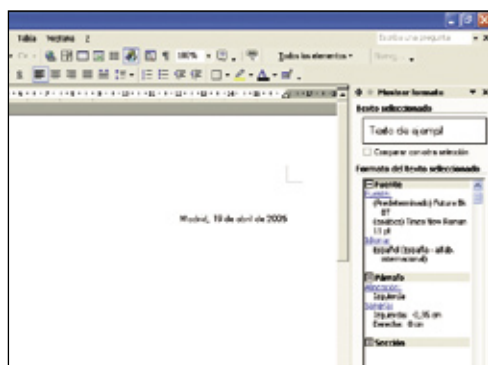 Tabla Ventana ?
Escriba una pregunta
100%
Todos los elementos
Mostrar formato
Texto seleccionado
Texto de ejempl
Comparar con otra selección
Formato del texto seleccionado
Fuente
(Predeterminado) Futura Bk
BT
(asiático) Times New Roman
11 pt
Idioma:
Español (España - alfab.
internacional)
Madrid, 19 de abril de 2005
Párrafo
Alineación:
Izquierda
Sangría:
Izquierda: -0,95 cm
Derecha: 0 cm
Sección